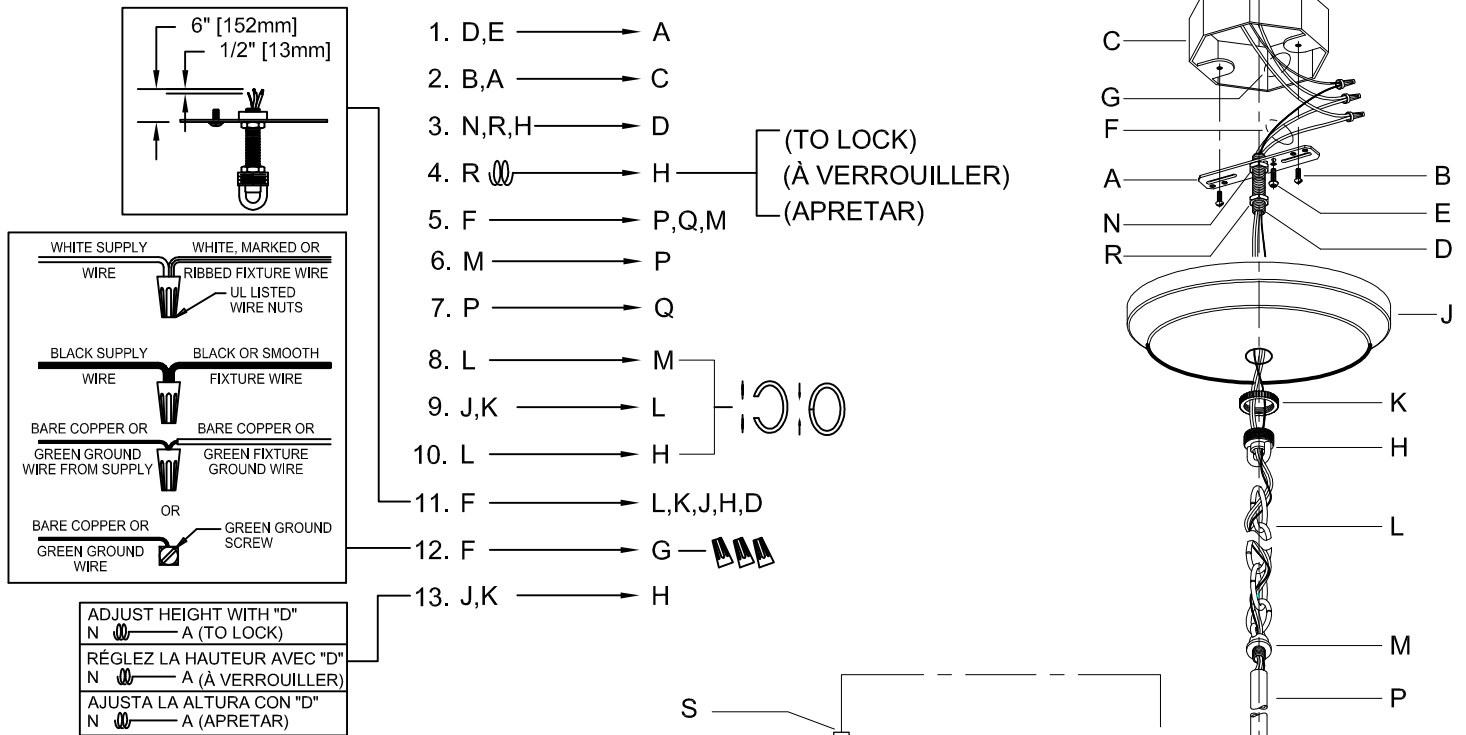 6" [152mm]
1/2" [13mm]
WHITE SUPPLY
WIRE
WHITE, MARKED OR
RIBBED FIXTURE WIRE
UL LISTED
WIRE NUTS
BLACK SUPPLY
WIRE
BLACK OR SMOOTH
FIXTURE WIRE
BARE COPPER OR
GREEN GROUND
WIRE FROM SUPPLY
BARE COPPER OR
GREEN FIXTURE
GROUND WIRE
OR
BARE COPPER OR
GREEN GROUND
WIRE
GREEN GROUND
SCREW
ADJUST HEIGHT WITH "D"
N A (TO LOCK)
RÉGLEZ LA HAUTEUR AVEC "D"
N A (À VERROUILLER)
AJUSTA LA ALTURA CON "D"
N A (APRETAR)
1. D,E A
2. B,A C
3. N,R,H D
4. R H
(TO LOCK)
(À VERROUILLER)
(APRETAR)
5. F P,Q,M
6. M P
7. P Q
8. L M
9. J,K L
10. L H
11. F L,K,J,H,D
12. F G
13. J,K H
C
G
F
A
N
R
B
E
D
J
K
H
L
M
P
S